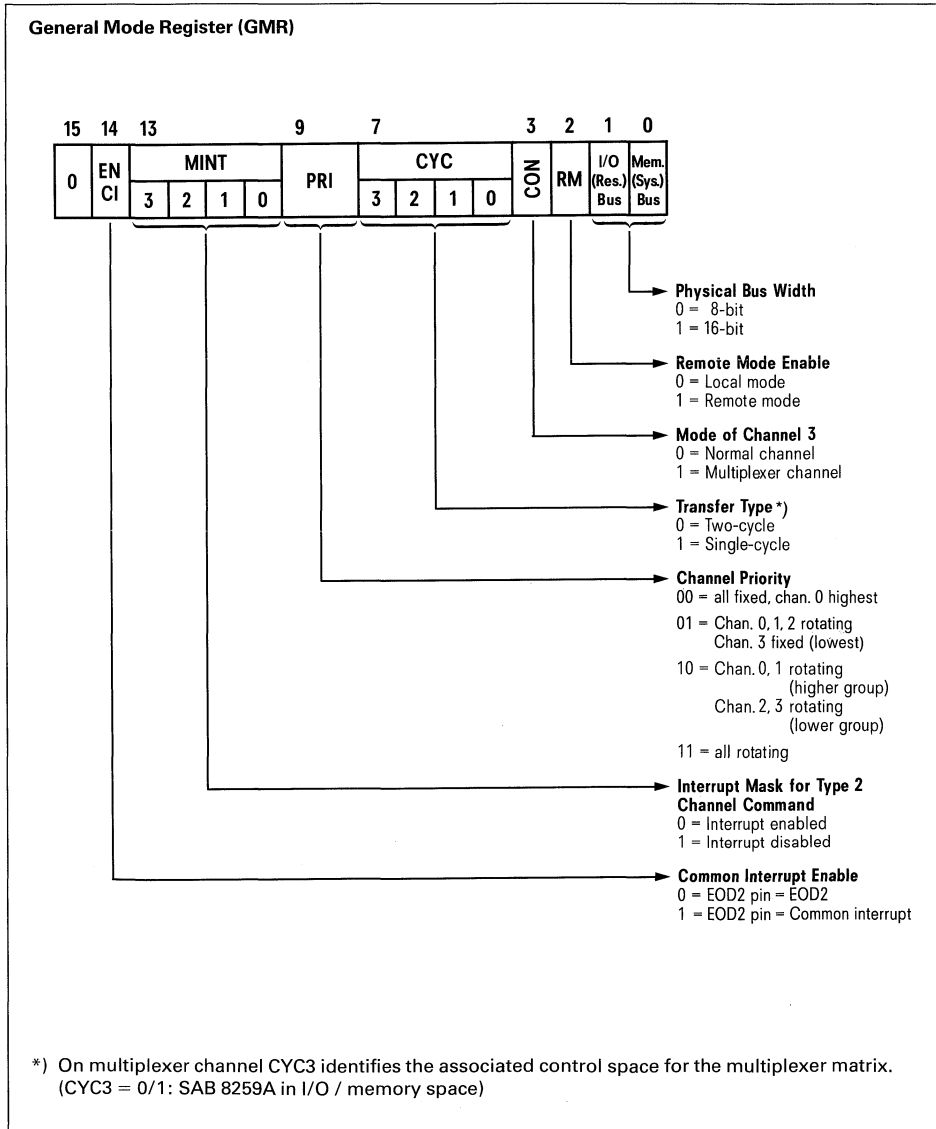 General Mode Register (GMR)
15 14 13 9 7 3 2 1 0
0 EN CI MINT PRI CYC CON RM I/O (Res.) Bus Mem. (Sys.) Bus
3 2 1 0 3 2 1 0
Physical Bus Width
0 = 8-bit
1 = 16-bit
Remote Mode Enable
0 = Local mode
1 = Remote mode
Mode of Channel 3
0 = Normal channel
1 = Multiplexer channel
Transfer Type *)
0 = Two-cycle
1 = Single-cycle
Channel Priority
00 = all fixed, chan. 0 highest
01 = Chan. 0, 1, 2 rotating
Chan. 3 fixed (lowest)
10 = Chan. 0, 1 rotating
(higher group)
Chan. 2, 3 rotating
(lower group)
11 = all rotating
Interrupt Mask for Type 2
Channel Command
0 = Interrupt enabled
1 = Interrupt disabled
Common Interrupt Enable
0 = EOD2 pin = EOD2
1 = EOD2 pin = Common interrupt
*) On multiplexer channel CYC3 identifies the associated control space for the multiplexer matrix.
(CYC3 = 0/1: SAB 8259A in I/O / memory space)